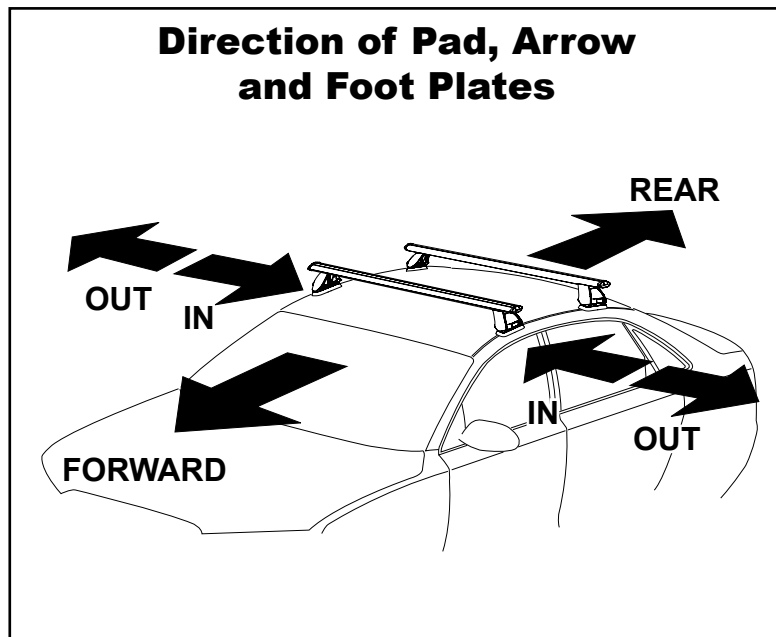 Direction of Pad, Arrow
and Foot Plates
REAR
OUT
IN
IN
OUT
FORWARD